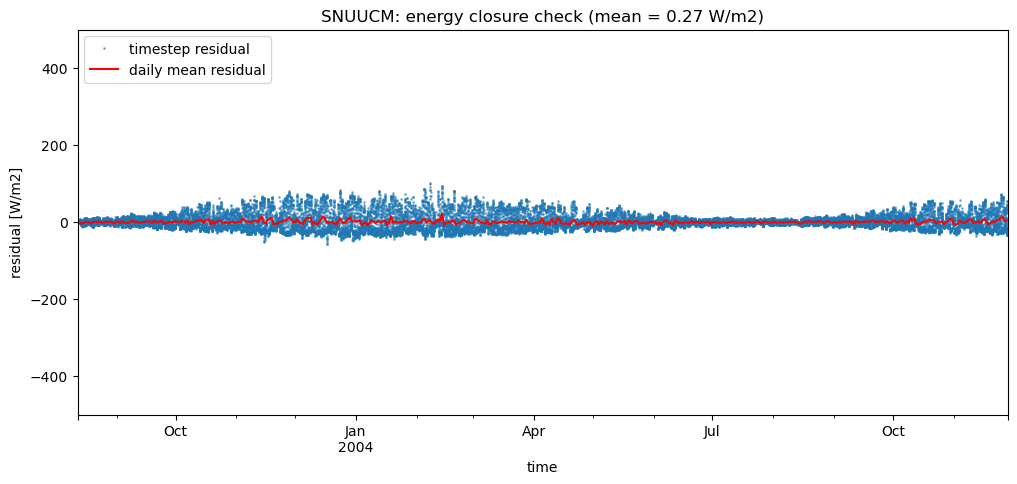 SNUUCM: energy closure check (mean = 0.27 W/m2)
timestep residual
daily mean residual
400
200
0
−200
−400
residual [W/m2]
Oct
Jan
2004
Apr
Jul
Oct
time